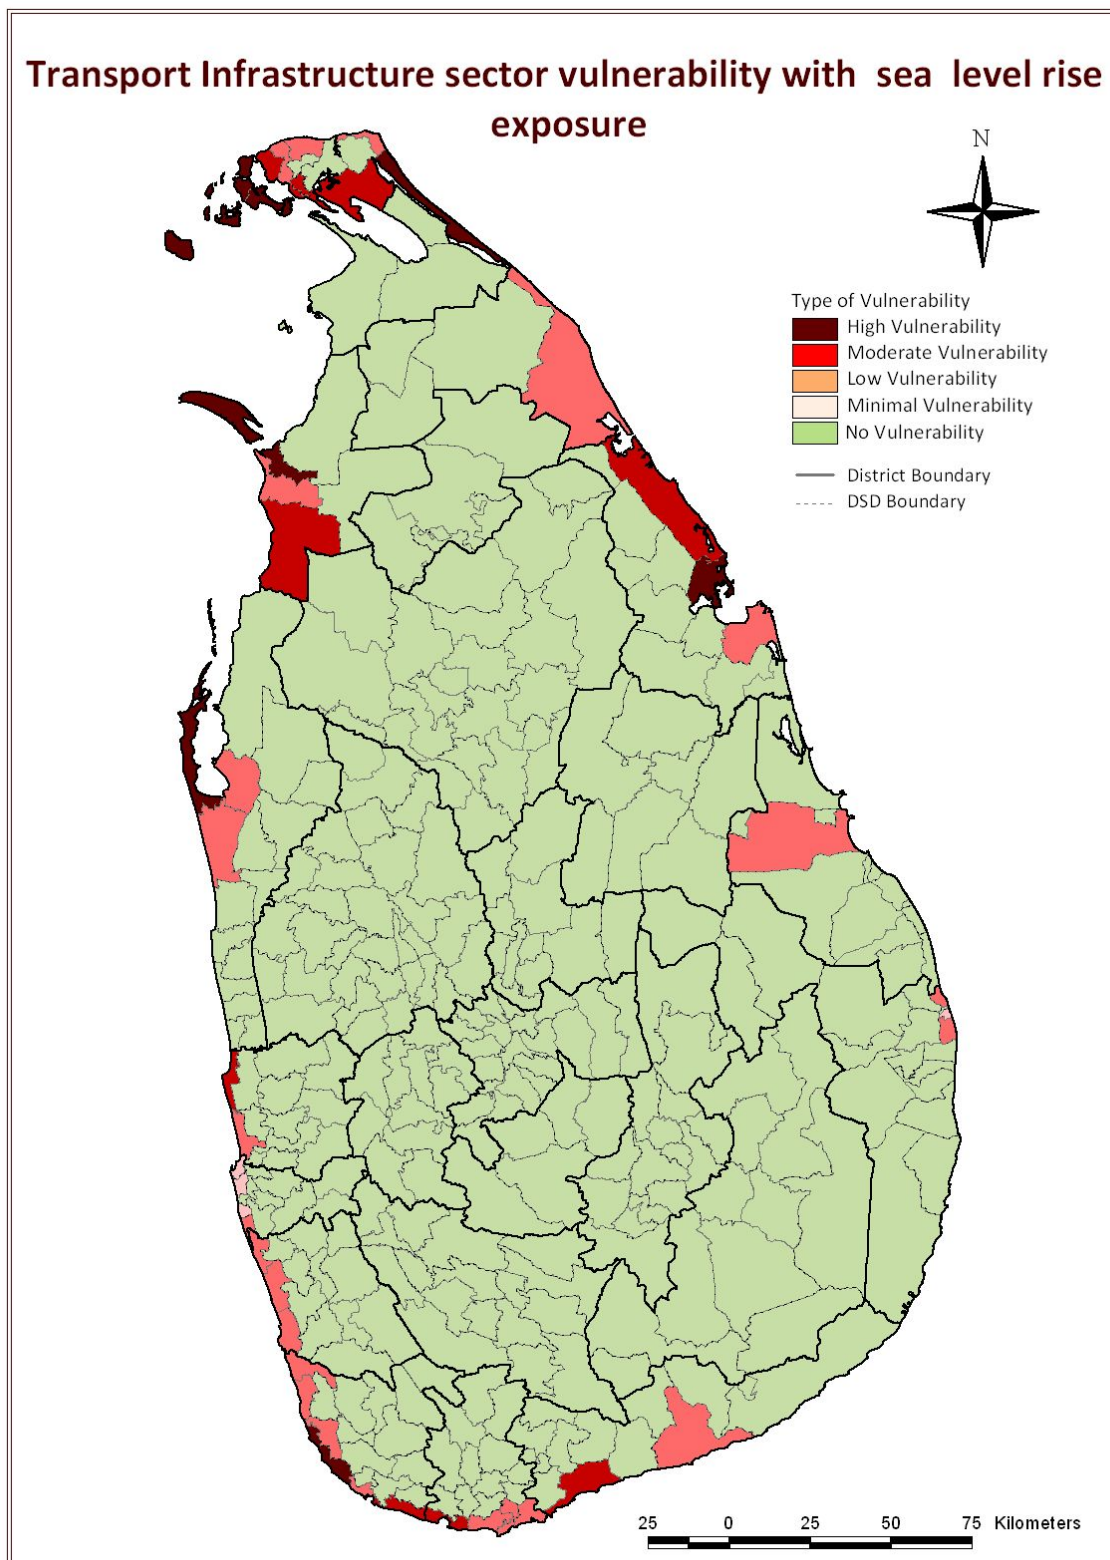 Transport Infrastructure sector vulnerability with sea level rise
exposure
N
Type of Vulnerability
High Vulnerability
Moderate Vulnerability
Low Vulnerability
Minimal Vulnerability
No Vulnerability
District Boundary
DSD Boundary
25 0 25 50 75 Kilometers